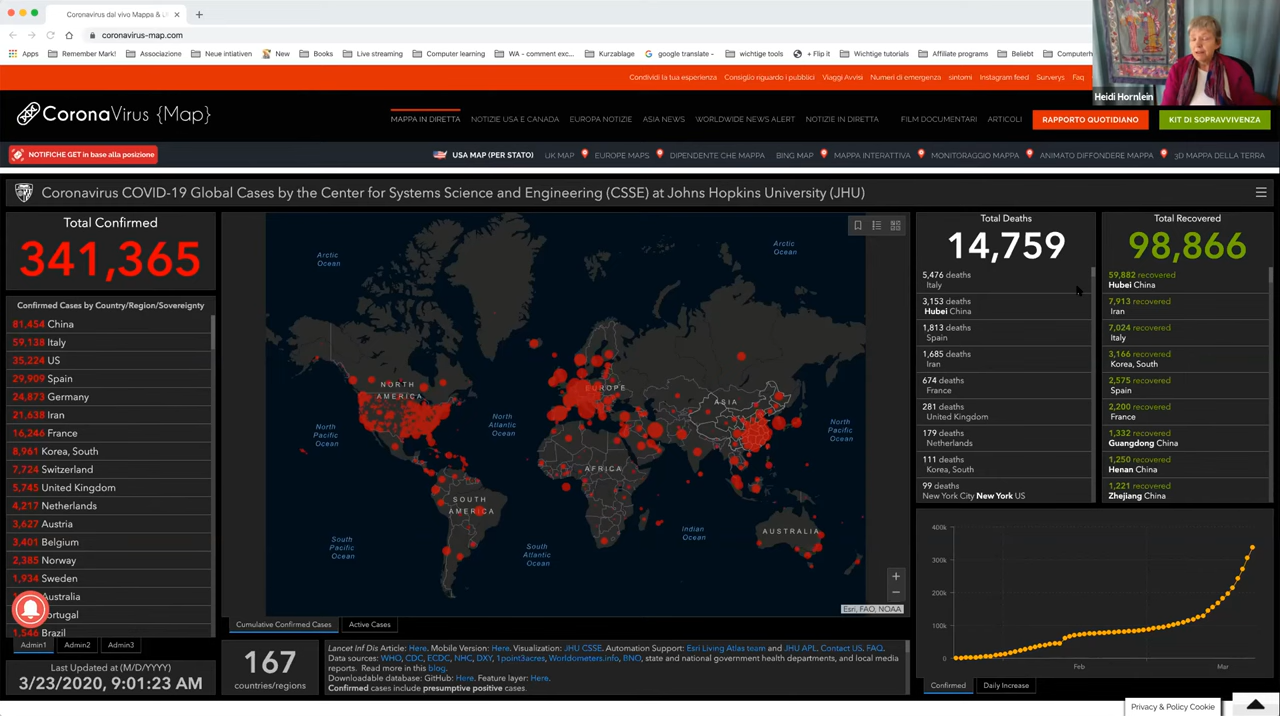 Coronavirus dal vivo Mappa & u
coronavirus-map.com
Apps
Remember Mark!
Associazione
Neue intiativen
New
Books
Live streaming
Computer learning
WA - comment exc...
Kurzablage
google translate -
wichtige tools
+ Flip it
Wichtige tutorials
Affiliate programs
Beliebt
Computerh
Heidi Hornlein
Condividi la tua esperienza
Consiglio riguardo i pubblici
Viaggi Avvisi
Numeri di emergenza
sintomi
Instagram feed
Surverys
Faq
CoronaVirus {Map}
MAPPA IN DIRETTA
NOTIZIE USA E CANADA
EUROPA NOTIZIE
ASIA NEWS
WORLDWIDE NEWS ALERT
NOTIZIE IN DIRETTA
FILM DOCUMENTARI
ARTICOLI
RAPPORTO QUOTIDIANO
KIT DI SOPRAVVIVENZA
NOTIFICHE GET in base alla posizione
USA MAP (PER STATO)
UK MAP
EUROPE MAPS
DIPENDENTE CHE MAPPA
BING MAP
MAPPA INTERATTIVA
MONITORAGGIO MAPPA
ANIMATO DIFFONDERE MAPPA
3D MAPPA DELLA TERRA
Coronavirus COVID-19 Global Cases by the Center for Systems Science and Engineering (CSSE) at Johns Hopkins University (JHU)
Total Confirmed
341,365
Confirmed Cases by Country/Region/Sovereignty
81,454 China
59,138 Italy
35,224 US
29,909 Spain
24,873 Germany
21,638 Iran
16,246 France
8,961 Korea, South
7,724 Switzerland
5,745 United Kingdom
4,217 Netherlands
3,627 Austria
3,401 Belgium
2,385 Norway
1,934 Sweden
Australia
ortugal
1,546 Brazil
Admin1
Admin2
Admin3
Last Updated at (M/D/YYYY)
3/23/2020, 9:01:23 AM
Arctic
Ocean
Arctic
Ocean
NORTH
AMERICA
EUROPE
ASIA
North
Pacific
Ocean
North
Atlantic
Ocean
North
Pacific
Ocean
AFRICA
SOUTH
AMERICA
Indian
Ocean
AUSTRALIA
South
Pacific
Ocean
South
Atlantic
Ocean
Esri, FAO, NOAA
Cumulative Confirmed Cases
Active Cases
167
countries/regions
Lancet Inf Dis Article: Here. Mobile Version: Here. Visualization: JHU CSSE. Automation Support: Esri Living Atlas team and JHU APL. Contact US. FAQ.
Data sources: WHO, CDC, ECDC, NHC, DXY, 1point3acres, Worldometers.info, BNO, state and national government health departments, and local media
reports. Read more in this blog.
Downloadable database: GitHub: Here. Feature layer: Here.
Confirmed cases include presumptive positive cases.
Total Deaths
14,759
5,476 deaths
Italy
3,153 deaths
Hubei China
1,813 deaths
Spain
1,685 deaths
Iran
674 deaths
France
281 deaths
United Kingdom
179 deaths
Netherlands
111 deaths
Korea, South
99 deaths
New York City New York US
Total Recovered
98,866
59,882 recovered
Hubei China
7,913 recovered
Iran
7,024 recovered
Italy
3,166 recovered
Korea, South
2,575 recovered
Spain
2,200 recovered
France
1,332 recovered
Guangdong China
1,250 recovered
Henan China
1,221 recovered
Zhejiang China
400k
300k
200k
100k
0
Feb
Mar
Confirmed
Daily Increase
Privacy & Policy Cookie